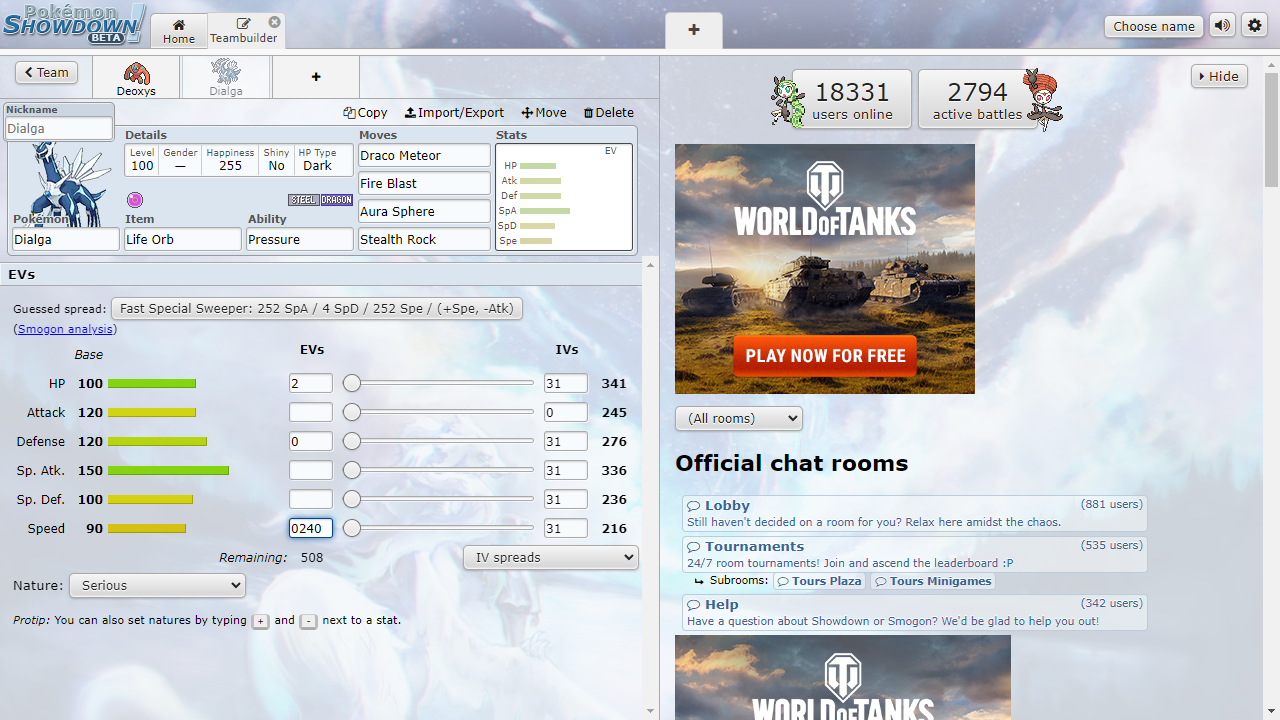 Pokémon
SHOWDOWN!
BETA
Home
Teambuilder
+
Choose name
Team
Deoxys
Dialga
+
Nickname
Dialga
Copy
Import/Export
Move
Delete
Details
Level
100
Gender
—
Happiness
255
Shiny
No
HP Type
Dark
STEEL DRAGON
Pokémon
Dialga
Item
Life Orb
Ability
Pressure
Moves
Draco Meteor
Fire Blast
Aura Sphere
Stealth Rock
Stats
EV
HP
Atk
Def
SpA
SpD
Spe
EVs
Guessed spread: Fast Special Sweeper: 252 SpA / 4 SpD / 252 Spe / (+Spe, -Atk)
(Smogon analysis)
Base EVs IVs
HP 100 2 31 341
Attack 120 0 245
Defense 120 0 31 276
Sp. Atk. 150 31 336
Sp. Def. 100 31 236
Speed 90 0240 31 216
Remaining: 508 IV spreads
Nature: Serious
Protip: You can also set natures by typing + and - next to a stat.
18331
users online
2794
active battles
Hide
WORLD OF TANKS
PLAY NOW FOR FREE
(All rooms)
Official chat rooms
Lobby (881 users)
Still haven't decided on a room for you? Relax here amidst the chaos.
Tournaments (535 users)
24/7 room tournaments! Join and ascend the leaderboard :P
Subrooms: Tours Plaza Tours Minigames
Help (342 users)
Have a question about Showdown or Smogon? We'd be glad to help you out!
WORLD OF TANKS